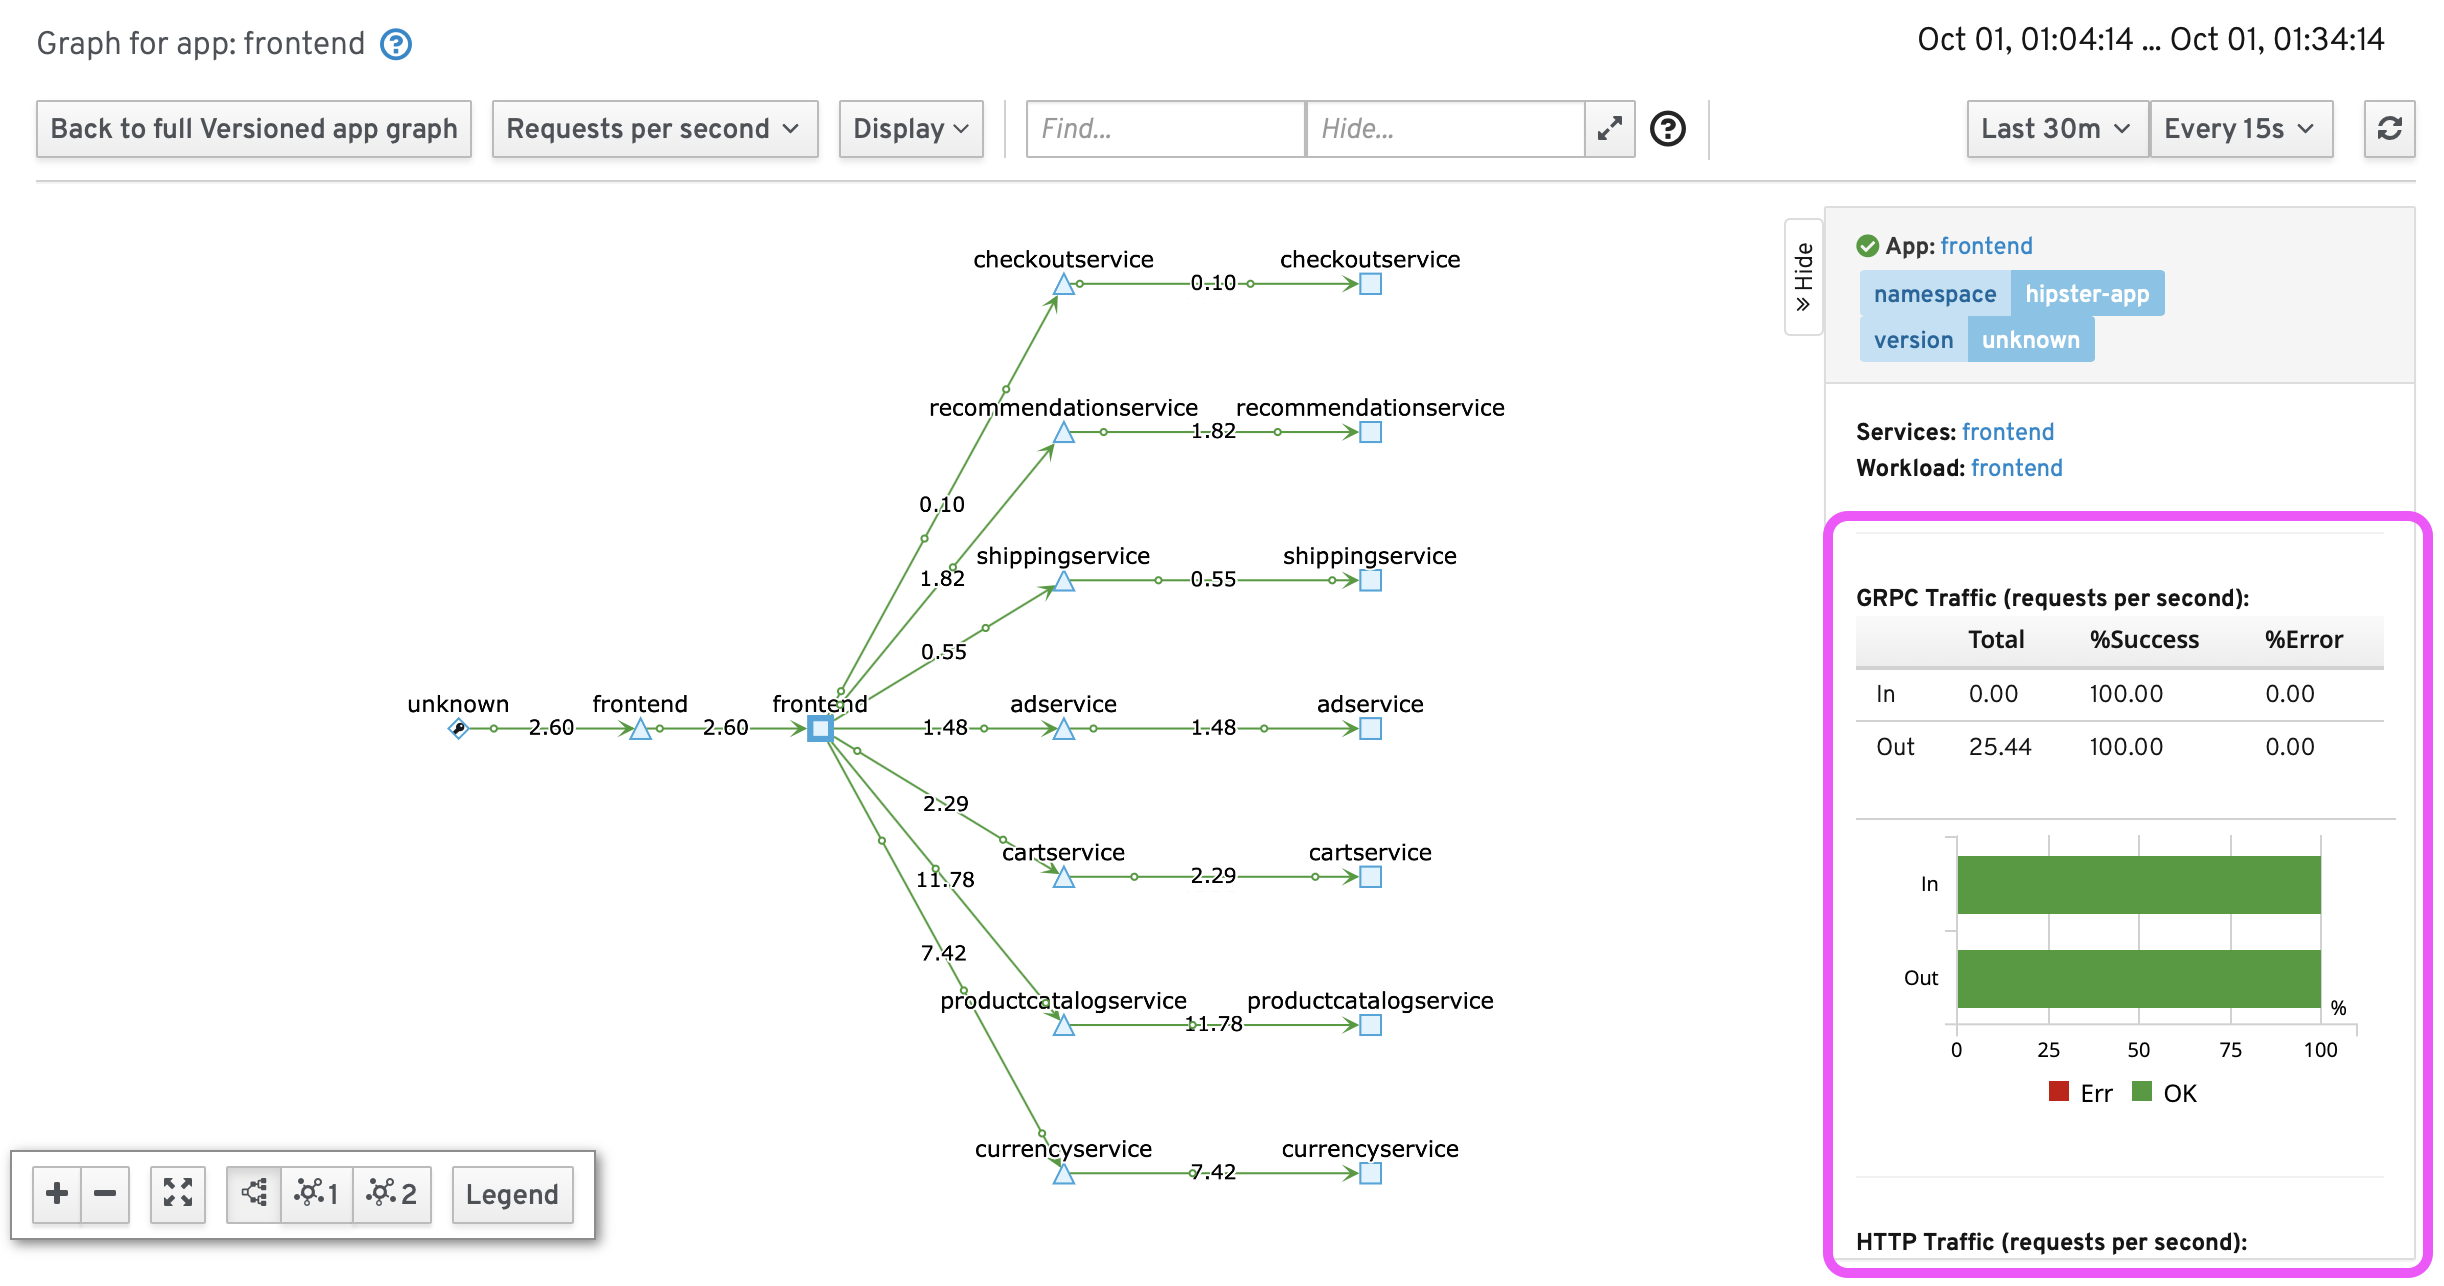 Graph for app: frontend
Oct 01, 01:04:14 ... Oct 01, 01:34:14
Back to full Versioned app graph
Requests per second
Display
Find...
Hide...
Last 30m
Every 15s
checkoutservice
0.10
checkoutservice
recommendationservice
1.82
recommendationservice
0.10
1.82
shippingservice
0.55
shippingservice
0.55
unknown
2.60
frontend
2.60
frontend
1.48
adservice
1.48
adservice
2.29
cartservice
2.29
cartservice
11.78
7.42
productcatalogservice
11.78
productcatalogservice
currencyservice
7.42
currencyservice
1
2
Legend
» Hide
App: frontend
namespace hipster-app
version unknown
Services: frontend
Workload: frontend
GRPC Traffic (requests per second):
Total %Success %Error
In 0.00 100.00 0.00
Out 25.44 100.00 0.00
In
Out
%
0 25 50 75 100
Err OK
HTTP Traffic (requests per second):